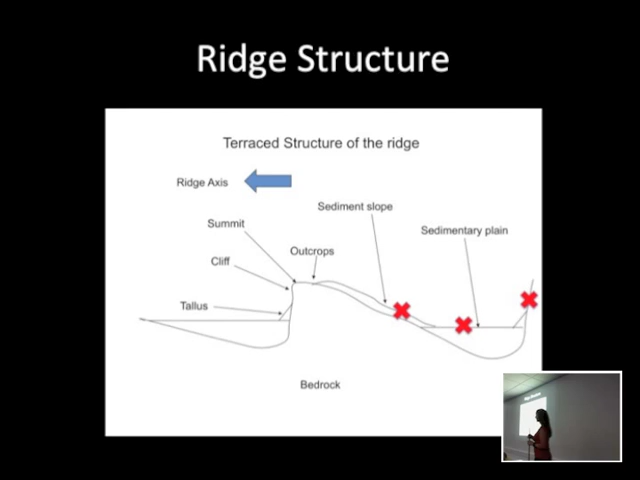 Ridge Structure
Terraced Structure of the ridge
Ridge Axis
Sediment slope
Summit
Sedimentary plain
Outcrops
Cliff
Tallus
Bedrock